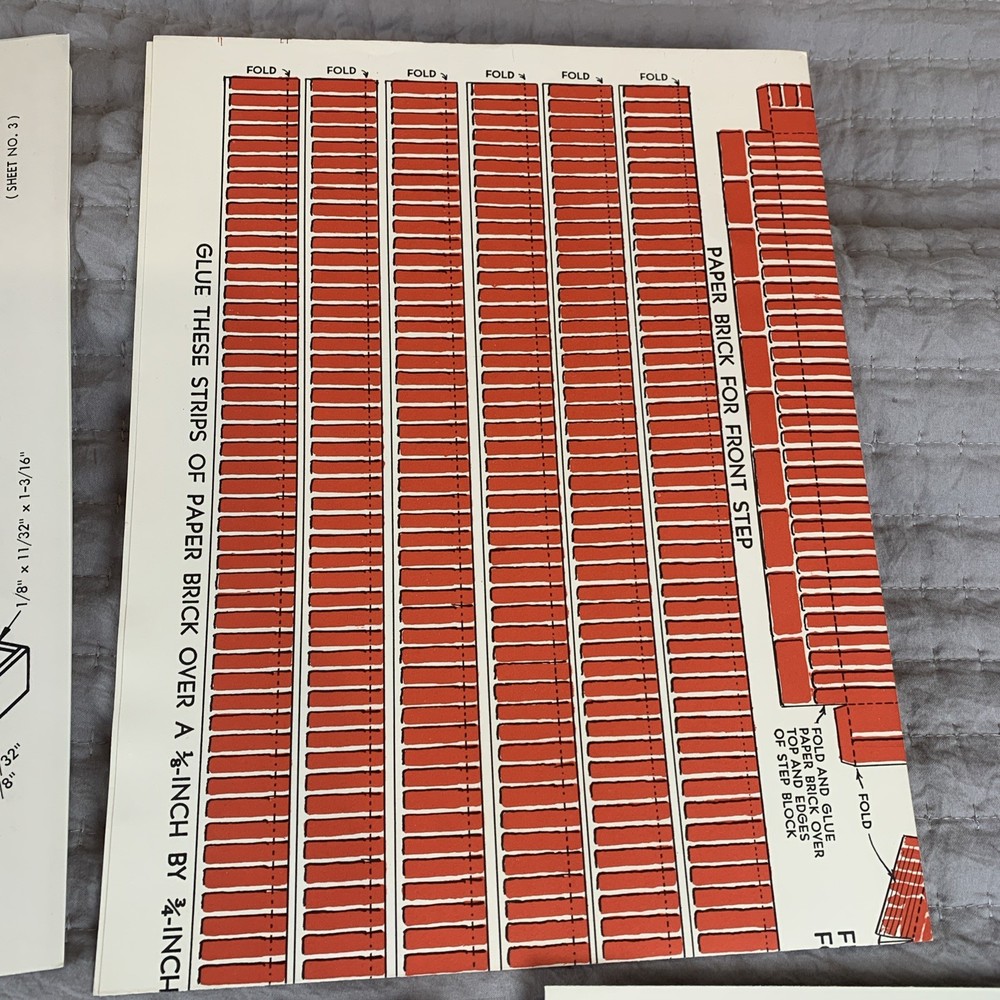 FOLD FOLD FOLD FOLD FOLD FOLD
(SHEET NO. 3)
1/8" x 11/32" x 1-3/16"
GLUE THESE STRIPS OF PAPER BRICK OVER A 1/8-INCH BY 3/4-INCH
PAPER BRICK FOR FRONT STEP
FOLD AND GLUE
PAPER BRICK OVER
TOP AND EDGES
OF STEP BLOCK
FOLD